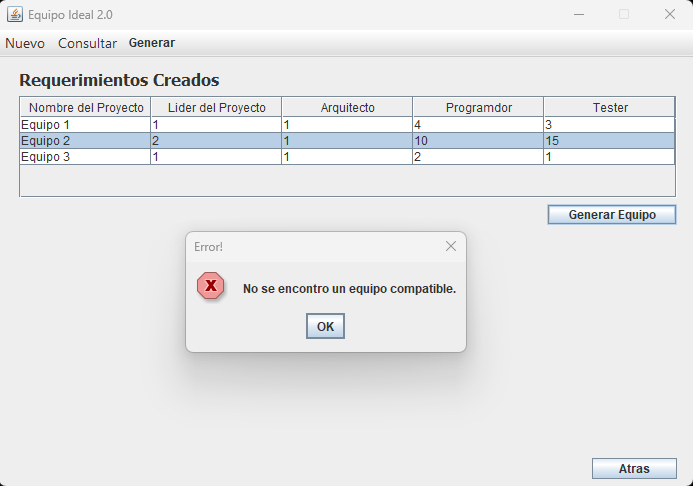 Equipo Ideal 2.0
Nuevo Consultar Generar
Requerimientos Creados
Nombre del Proyecto Lider del Proyecto Arquitecto Programdor Tester
Equipo 1 1 1 4 3
Equipo 2 2 1 10 15
Equipo 3 1 1 2 1
Generar Equipo
Error!
No se encontro un equipo compatible.
OK
Atras